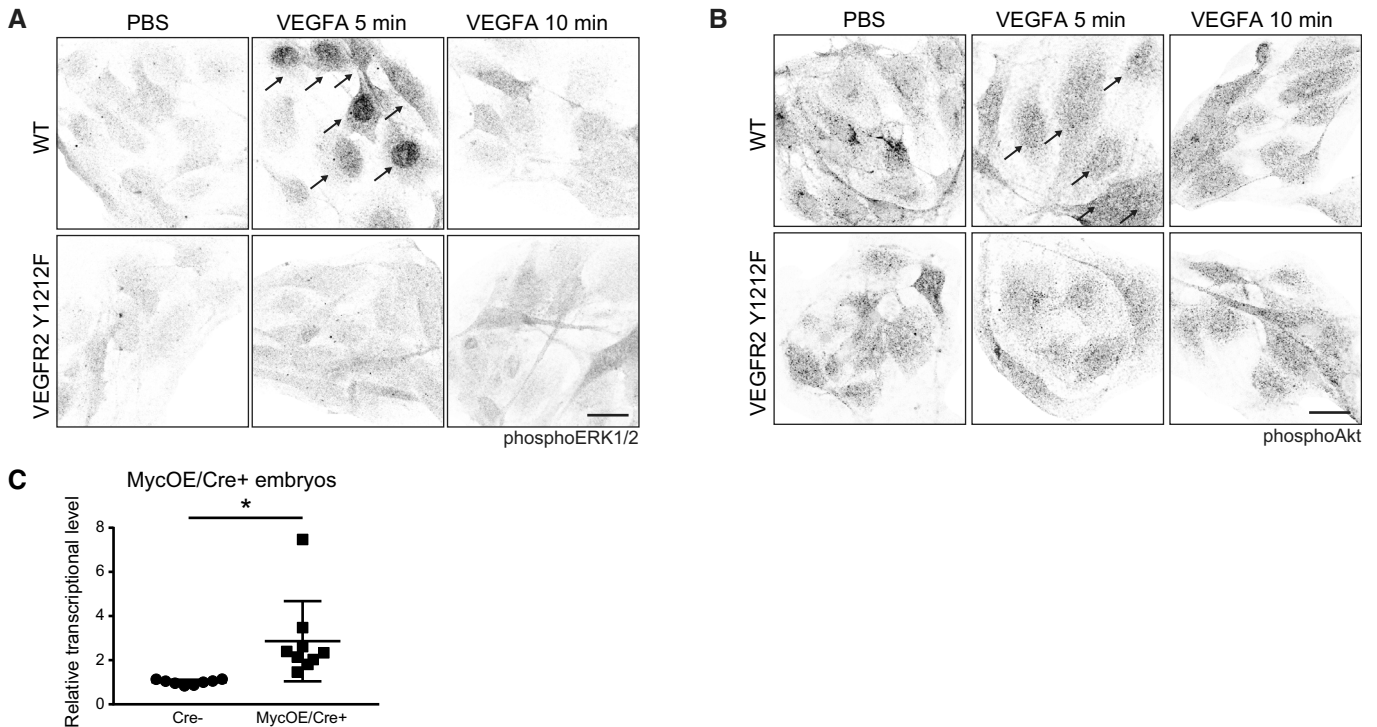 A
PBS
VEGFA 5 min
VEGFA 10 min
WT
VEGFR2 Y1212F
phosphoERK1/2
B
PBS
VEGFA 5 min
VEGFA 10 min
WT
VEGFR2 Y1212F
phosphoAkt
C
MycOE/Cre+ embryos
*
Relative transcriptional level
8
6
4
2
0
Cre-
MycOE/Cre+